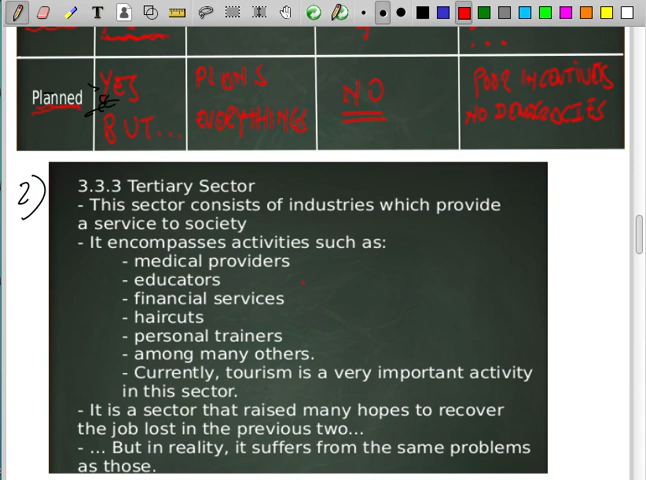 . . .
Planned
YES
BUT...
PLANS
EVERYTHINGS
NO
POOR INCENTIVES
NO DEMOCRACIES
2)
3.3.3 Tertiary Sector
- This sector consists of industries which provide
a service to society
- It encompasses activities such as:
- medical providers
- educators
- financial services
- haircuts
- personal trainers
- among many others.
- Currently, tourism is a very important activity
in this sector.
- It is a sector that raised many hopes to recover
the job lost in the previous two...
- ... But in reality, it suffers from the same problems
as those.